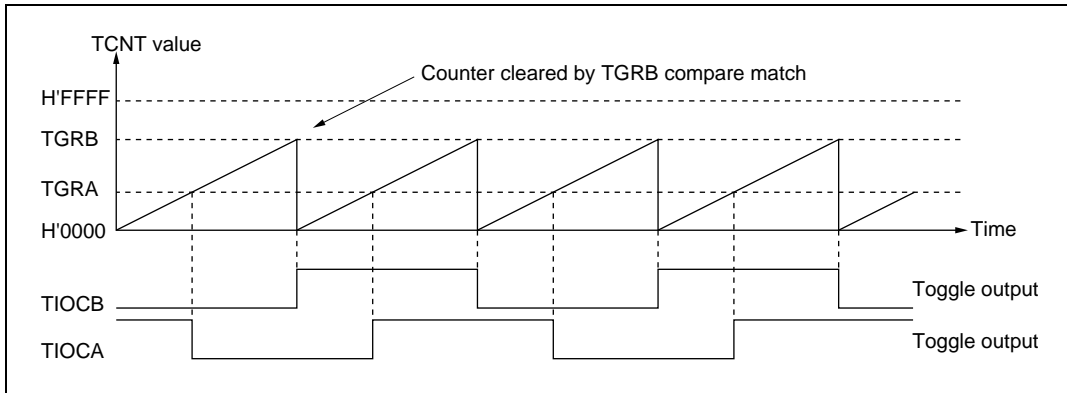 TCNT value
Counter cleared by TGRB compare match
H'FFFF
TGRB
TGRA
H'0000
Time
TIOCB
Toggle output
TIOCA
Toggle output